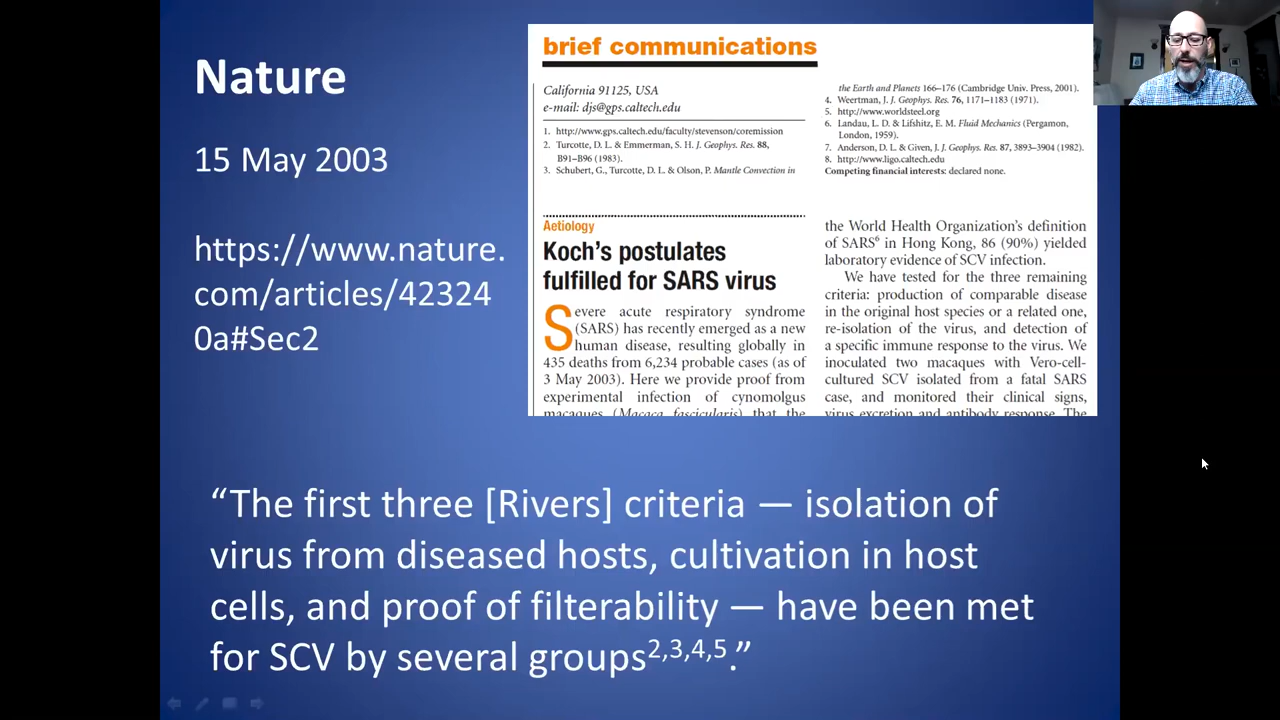 Nature
15 May 2003
https://www.nature.
com/articles/42324
0a#Sec2
brief communications
California 91125, USA
e-mail: djs@gps.caltech.edu
1. http://www.gps.caltech.edu/faculty/stevenson/coremission
2. Turcotte, D. L. & Emmerman, S. H. J. Geophys. Res. 88,
B91–B96 (1983).
3. Schubert, G., Turcotte, D. L. & Olson, P. Mantle Convection in
the Earth and Planets 166–176 (Cambridge Univ. Press, 2001).
4. Weertman, J. J. Geophys. Res. 76, 1171–1183 (1971).
5. http://www.worldsteel.org
6. Landau, L. D. & Lifshitz, E. M. Fluid Mechanics (Pergamon,
London, 1959).
7. Anderson, D. L. & Given, J. J. Geophys. Res. 87, 3893–3904 (1982).
8. http://www.ligo.caltech.edu
Competing financial interests: declared none.
Aetiology
Koch's postulates
fulfilled for SARS virus
Severe acute respiratory syndrome
(SARS) has recently emerged as a new
human disease, resulting globally in
435 deaths from 6,234 probable cases (as of
3 May 2003). Here we provide proof from
experimental infection of cynomolgus
macaques (Macaca fascicularis) that the
the World Health Organization's definition
of SARS6 in Hong Kong, 86 (90%) yielded
laboratory evidence of SCV infection.
We have tested for the three remaining
criteria: production of comparable disease
in the original host species or a related one,
re-isolation of the virus, and detection of
a specific immune response to the virus. We
inoculated two macaques with Vero-cell-
cultured SCV isolated from a fatal SARS
case, and monitored their clinical signs,
virus excretion and antibody response. The
“The first three [Rivers] criteria — isolation of
virus from diseased hosts, cultivation in host
cells, and proof of filterability — have been met
for SCV by several groups2,3,4,5.”